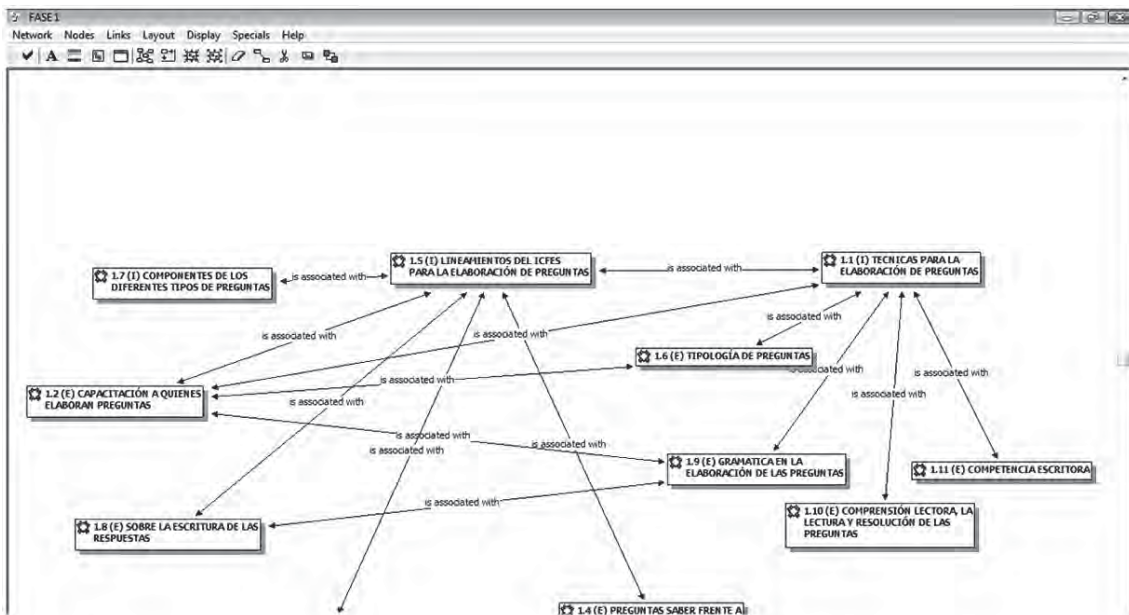 FASE1
Network Nodes Links Layout Display Specials Help
A
1.5 (I) LINEAMIENTOS DEL ICFES
PARA LA ELABORACIÓN DE PREGUNTAS
1.1 (I) TECNICAS PARA LA
ELABORACIÓN DE PREGUNTAS
1.7 (I) COMPONENTES DE LOS
DIFERENTES TIPOS DE PREGUNTAS
is associated with
is associated with
is associated with
is associated with
is associated with
1.6 (E) TIPOLOGÍA DE PREGUNTAS
is associated with
is associated with
is associated with
is associated with
1.2 (E) CAPACITACIÓN A QUIENES
ELABORAN PREGUNTAS
is associated with
is associated with
is associated with
is associated with
is associated with
1.9 (E) GRAMATICA EN LA
ELABORACIÓN DE LAS PREGUNTAS
1.11 (E) COMPETENCIA ESCRITORA
is associated with
1.10 (E) COMPRENSIÓN LECTORA, LA
LECTURA Y RESOLUCIÓN DE LAS
PREGUNTAS
1.8 (E) SOBRE LA ESCRITURA DE LAS
RESPUESTAS
1.4 (E) PREGUNTAS SABER FRENTE A